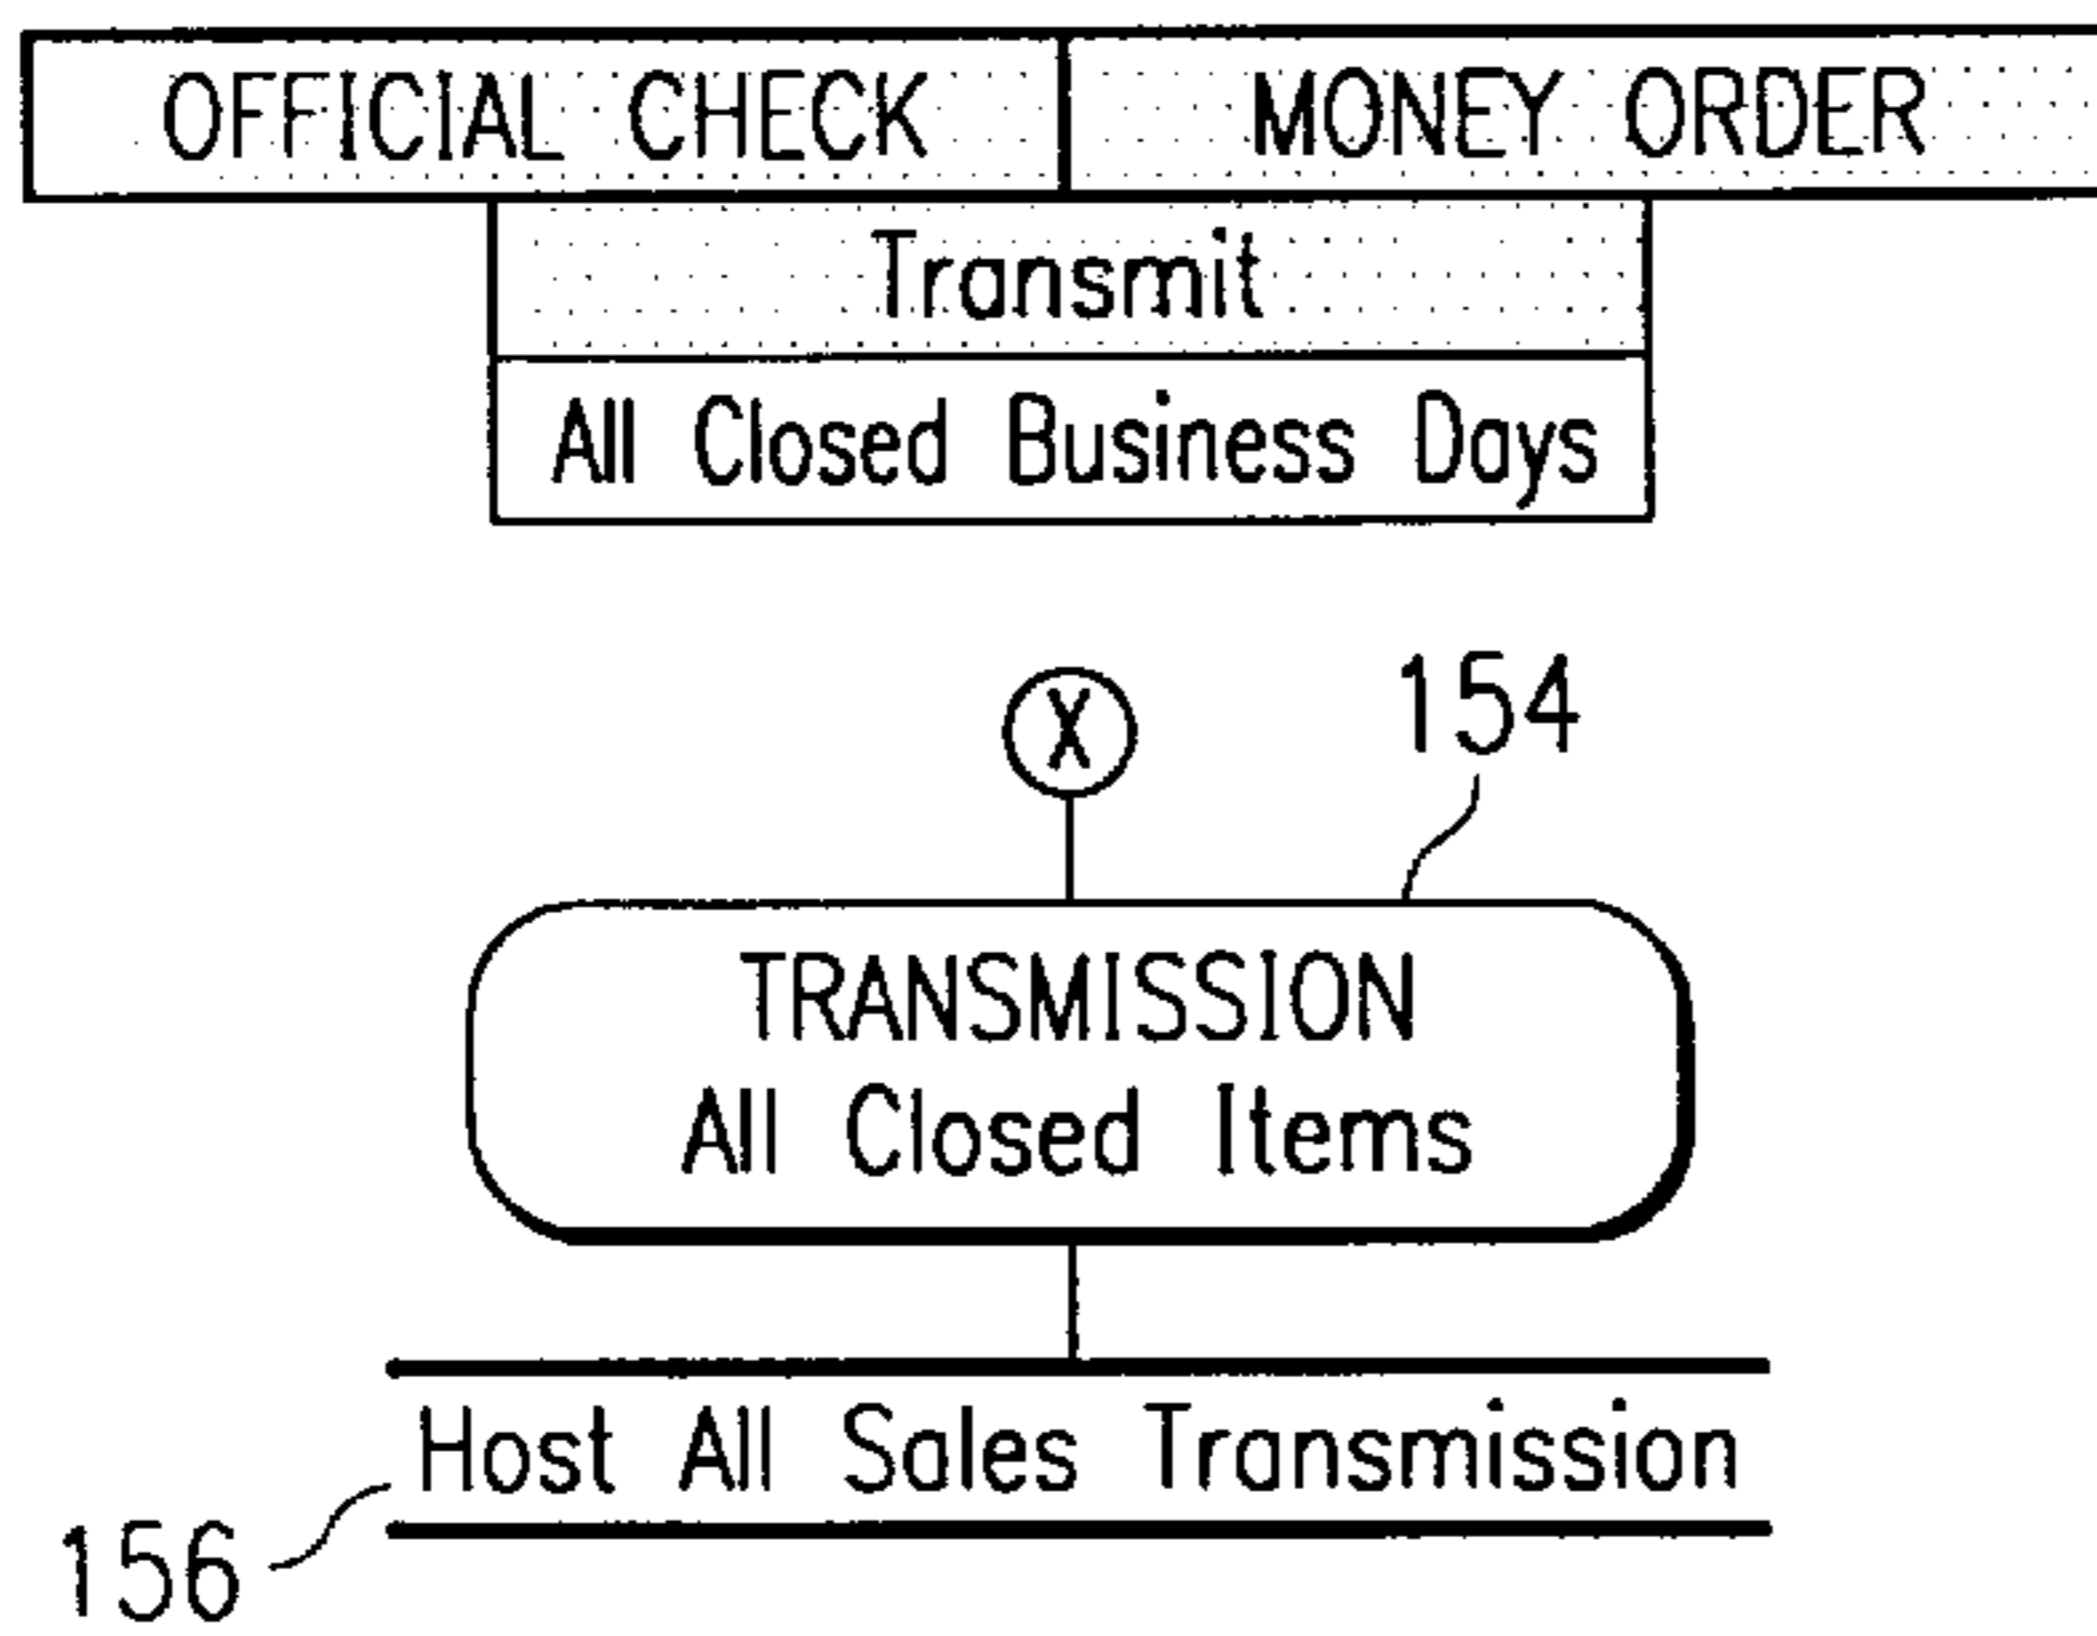 OFFICIAL CHECK MONEY ORDER
Transmit
All Closed Business Days
X
154
TRANSMISSION
All Closed Items
Host All Sales Transmission
156